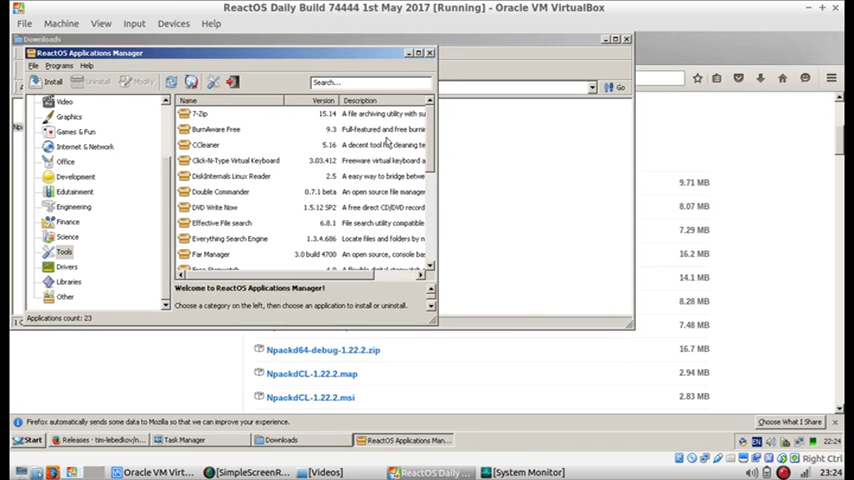 ReactOS Daily Build 74444 1st May 2017 [Running] - Oracle VM VirtualBox
File Machine View Input Devices Help
Downloads
ReactOS Applications Manager
File Programs Help
Install Uninstall Modify Search...
Go
Video
Graphics
Games & Fun
Internet & Network
Office
Development
Edutainment
Engineering
Finance
Science
Tools
Drivers
Libraries
Other
Name Version Description
7-Zip 15.14 A file archiving utility with su
BurnAware Free 9.3 Full-featured and free burnin
CCleaner 5.16 A decent tool for cleaning te
Click-N-Type Virtual Keyboard 3.03.412 Freeware virtual keyboard a
DiskInternals Linux Reader 2.5 A easy way to bridge betwe
Double Commander 0.7.1 beta An open source file manager
DVD Write Now 1.5.12 SP2 A free direct CD/DVD record
Effective File search 6.8.1 File search utility compatible
Everything Search Engine 1.3.4.686 Locate files and folders by n
Far Manager 3.0 build 4700 An open source, console bas
Welcome to ReactOS Applications Manager!
Choose a category on the left, then choose an application to install or uninstall.
Applications count: 23
9.71 MB
8.07 MB
7.29 MB
16.2 MB
14.1 MB
8.28 MB
7.48 MB
Npackd64-debug-1.22.2.zip 16.7 MB
NpackdCL-1.22.2.map 2.94 MB
NpackdCL-1.22.2.msi 2.83 MB
Firefox automatically sends some data to Mozilla so that we can improve your experience. Choose What I Share
Start Releases · tim-lebedkov/n... Task Manager Downloads ReactOS Applications Man... EN 22:24
Right Ctrl
Oracle VM Virt... [SimpleScreenR... [Videos] ReactOS Daily ... [System Monitor] 23:24